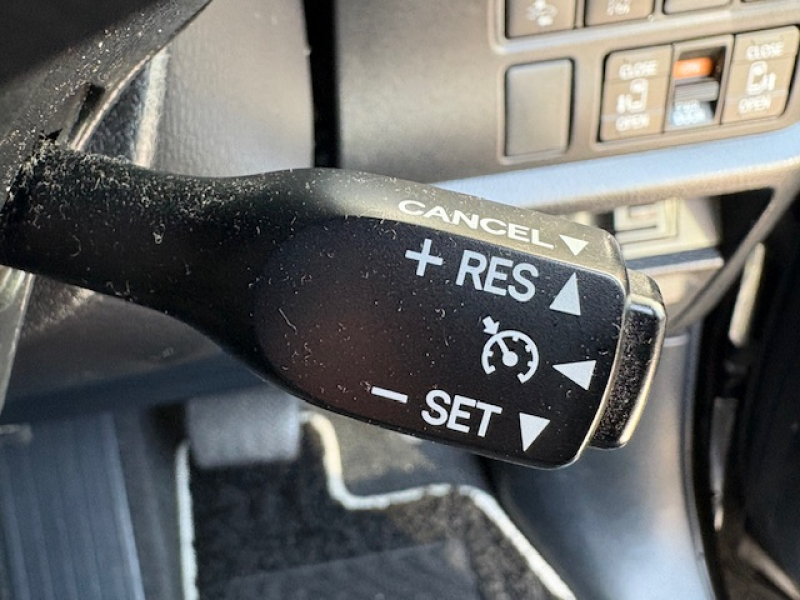 CLOSE
OPEN
CLOSE
OPEN
CANCEL
+ RES
- SET